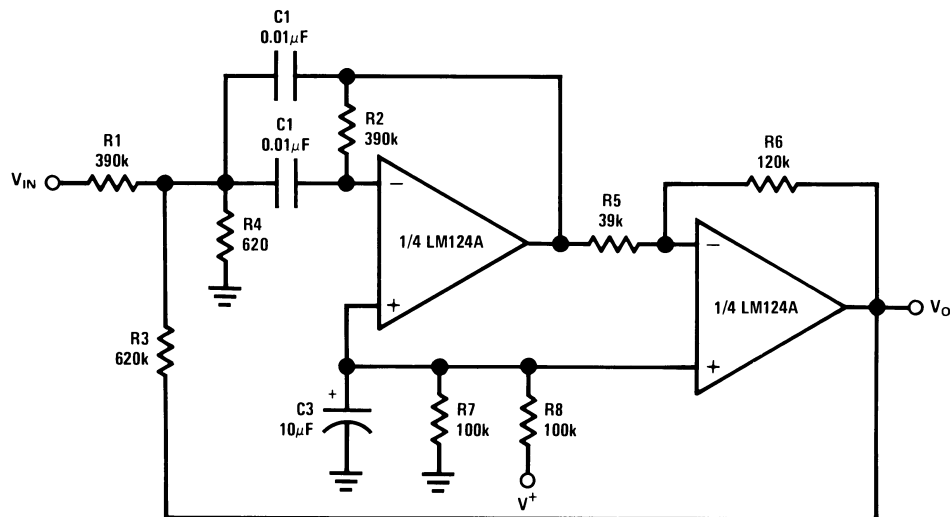 C1
0.01μF
C1
0.01μF
R2
390k
R1
390k
R6
120k
VIN
R5
39k
R4
620
1/4 LM124A
1/4 LM124A
VO
R3
620k
C3
10μF
R7
100k
R8
100k
V+
−
+
−
+
+